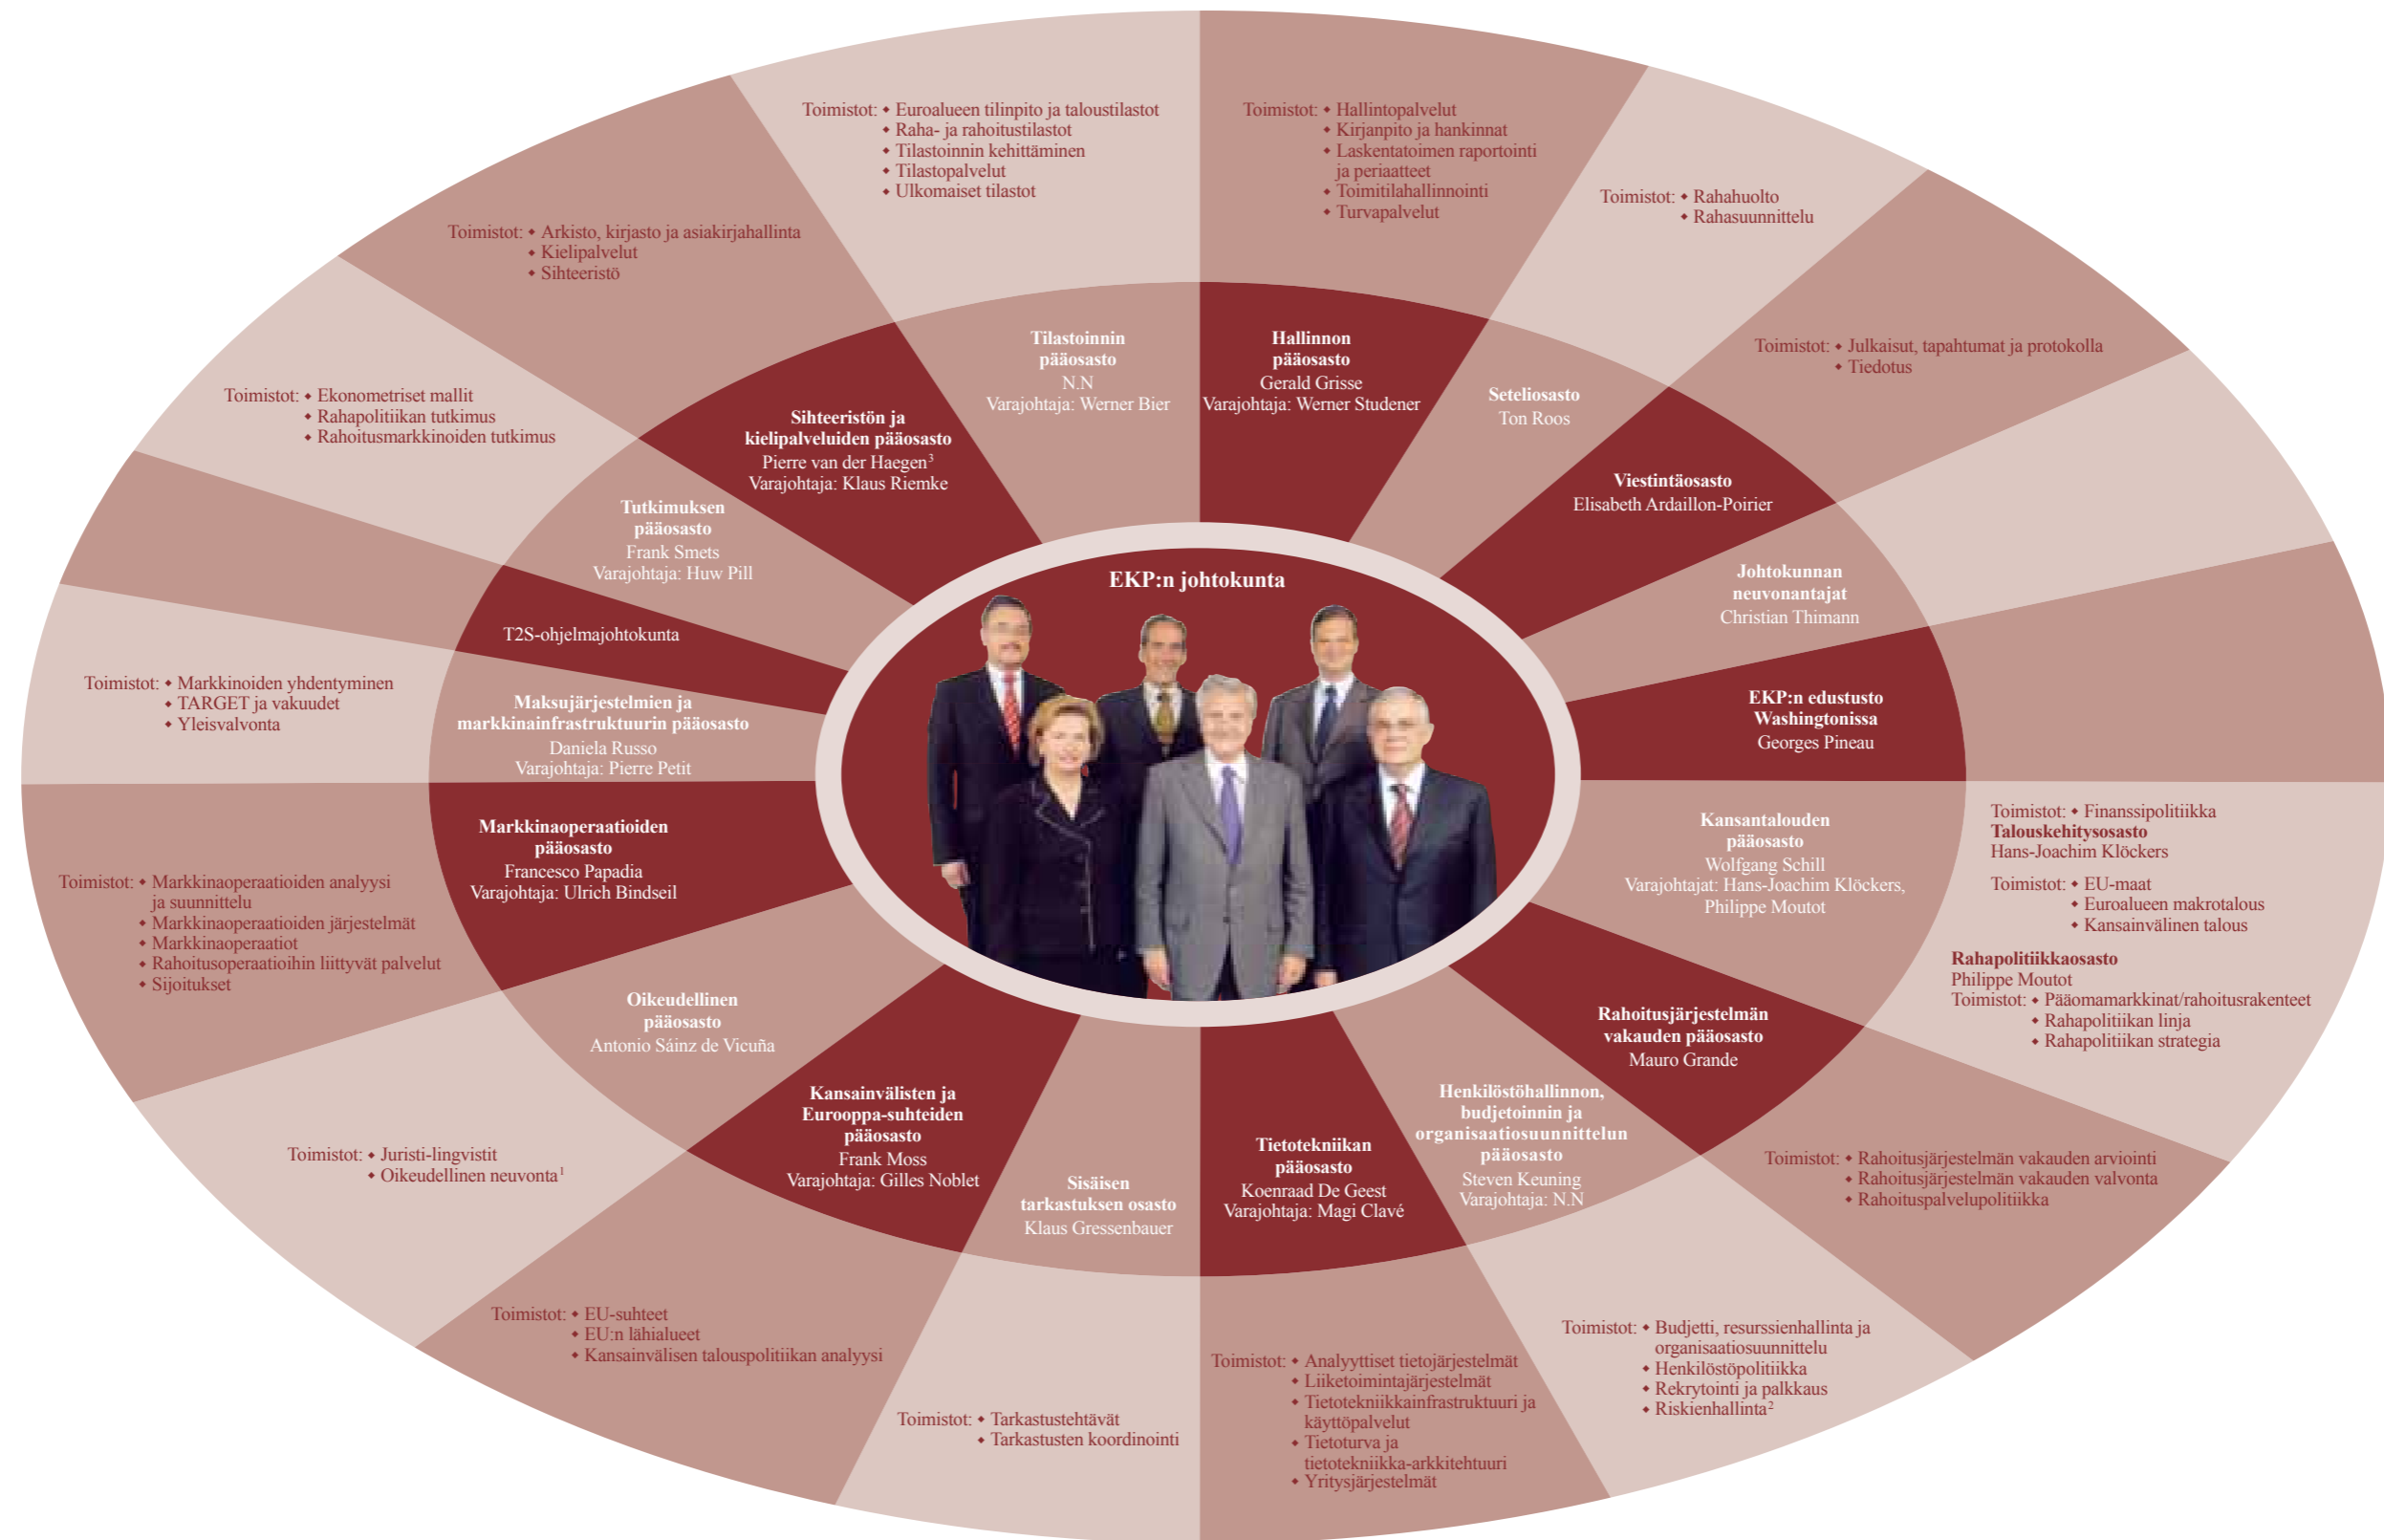 EKP:n johtokunta
Toimistot: ◆ Euroalueen tilinpito ja taloustilastot
◆ Raha- ja rahoitustilastot
◆ Tilastoinnin kehittäminen
◆ Tilastopalvelut
◆ Ulkomaiset tilastot
Tilastoinnin
pääosasto
N.N
Varajohtaja: Werner Bier
Toimistot: ◆ Hallintopalvelut
◆ Kirjanpito ja hankinnat
◆ Laskentatoimen raportointi
ja periaatteet
◆ Toimitilahallinnointi
◆ Turvapalvelut
Hallinnon
pääosasto
Gerald Grisse
Varajohtaja: Werner Studener
Toimistot: ◆ Rahahuolto
◆ Rahasuunnittelu
Seteliosasto
Ton Roos
Toimistot: ◆ Julkaisut, tapahtumat ja protokolla
◆ Tiedotus
Viestintäosasto
Elisabeth Ardaillon-Poirier
Johtokunnan
neuvonantajat
Christian Thimann
EKP:n edustusto
Washingtonissa
Georges Pineau
Kansantalouden
pääosasto
Wolfgang Schill
Varajohtajat: Hans-Joachim Klöckers,
Philippe Moutot
Toimistot: ◆ Finanssipolitiikka
Talouskehitysosasto
Hans-Joachim Klöckers
Toimistot: ◆ EU-maat
◆ Euroalueen makrotalous
◆ Kansainvälinen talous
Rahapolitiikkaosasto
Philippe Moutot
Toimistot: ◆ Pääomamarkkinat/rahoitusrakenteet
◆ Rahapolitiikan linja
◆ Rahapolitiikan strategia
Rahoitusjärjestelmän
vakauden pääosasto
Mauro Grande
Toimistot: ◆ Rahoitusjärjestelmän vakauden arviointi
◆ Rahoitusjärjestelmän vakauden valvonta
◆ Rahoituspalvelupolitiikka
Henkilöstöhallinnon,
budjetoinnin ja
organisaatiosuunnittelun
pääosasto
Steven Keuning
Varajohtaja: N.N
Toimistot: ◆ Budjetti, resurssienhallinta ja
organisaatiosuunnittelu
◆ Henkilöstöpolitiikka
◆ Rekrytointi ja palkkaus
◆ Riskienhallinta²
Tietotekniikan
pääosasto
Koenraad De Geest
Varajohtaja: Magi Clavé
Toimistot: ◆ Analyyttiset tietojärjestelmät
◆ Liiketoimintajärjestelmät
◆ Tietotekniikkainfrastruktuuri ja
käyttöpalvelut
◆ Tietoturva ja
tietotekniikka-arkkitehtuuri
◆ Yritysjärjestelmät
Sisäisen
tarkastuksen osasto
Klaus Gressenbauer
Toimistot: ◆ Tarkastustehtävät
◆ Tarkastusten koordinointi
Kansainvälisten ja
Eurooppa-suhteiden
pääosasto
Frank Moss
Varajohtaja: Gilles Noblet
Toimistot: ◆ EU-suhteet
◆ EU:n lähialueet
◆ Kansainvälisen talouspolitiikan analyysi
Oikeudellinen
pääosasto
Antonio Sáinz de Vicuña
Toimistot: ◆ Juristi-lingvistit
◆ Oikeudellinen neuvonta¹
Markkinaoperaatioiden
pääosasto
Francesco Papadia
Varajohtaja: Ulrich Bindseil
Toimistot: ◆ Markkinaoperaatioiden analyysi
ja suunnittelu
◆ Markkinaoperaatioiden järjestelmät
◆ Markkinaoperaatiot
◆ Rahoitusoperaatioihin liittyvät palvelut
◆ Sijoitukset
Maksujärjestelmien ja
markkinainfrastruktuurin pääosasto
Daniela Russo
Varajohtaja: Pierre Petit
Toimistot: ◆ Markkinoiden yhdentyminen
◆ TARGET ja vakuudet
◆ Yleisvalvonta
T2S-ohjelmajohtokunta
Tutkimuksen
pääosasto
Frank Smets
Varajohtaja: Huw Pill
Toimistot: ◆ Ekonometriset mallit
◆ Rahapolitiikan tutkimus
◆ Rahoitusmarkkinoiden tutkimus
Sihteeristön ja
kielipalveluiden pääosasto
Pierre van der Haegen³
Varajohtaja: Klaus Riemke
Toimistot: ◆ Arkisto, kirjasto ja asiakirjahallinta
◆ Kielipalvelut
◆ Sihteeristö